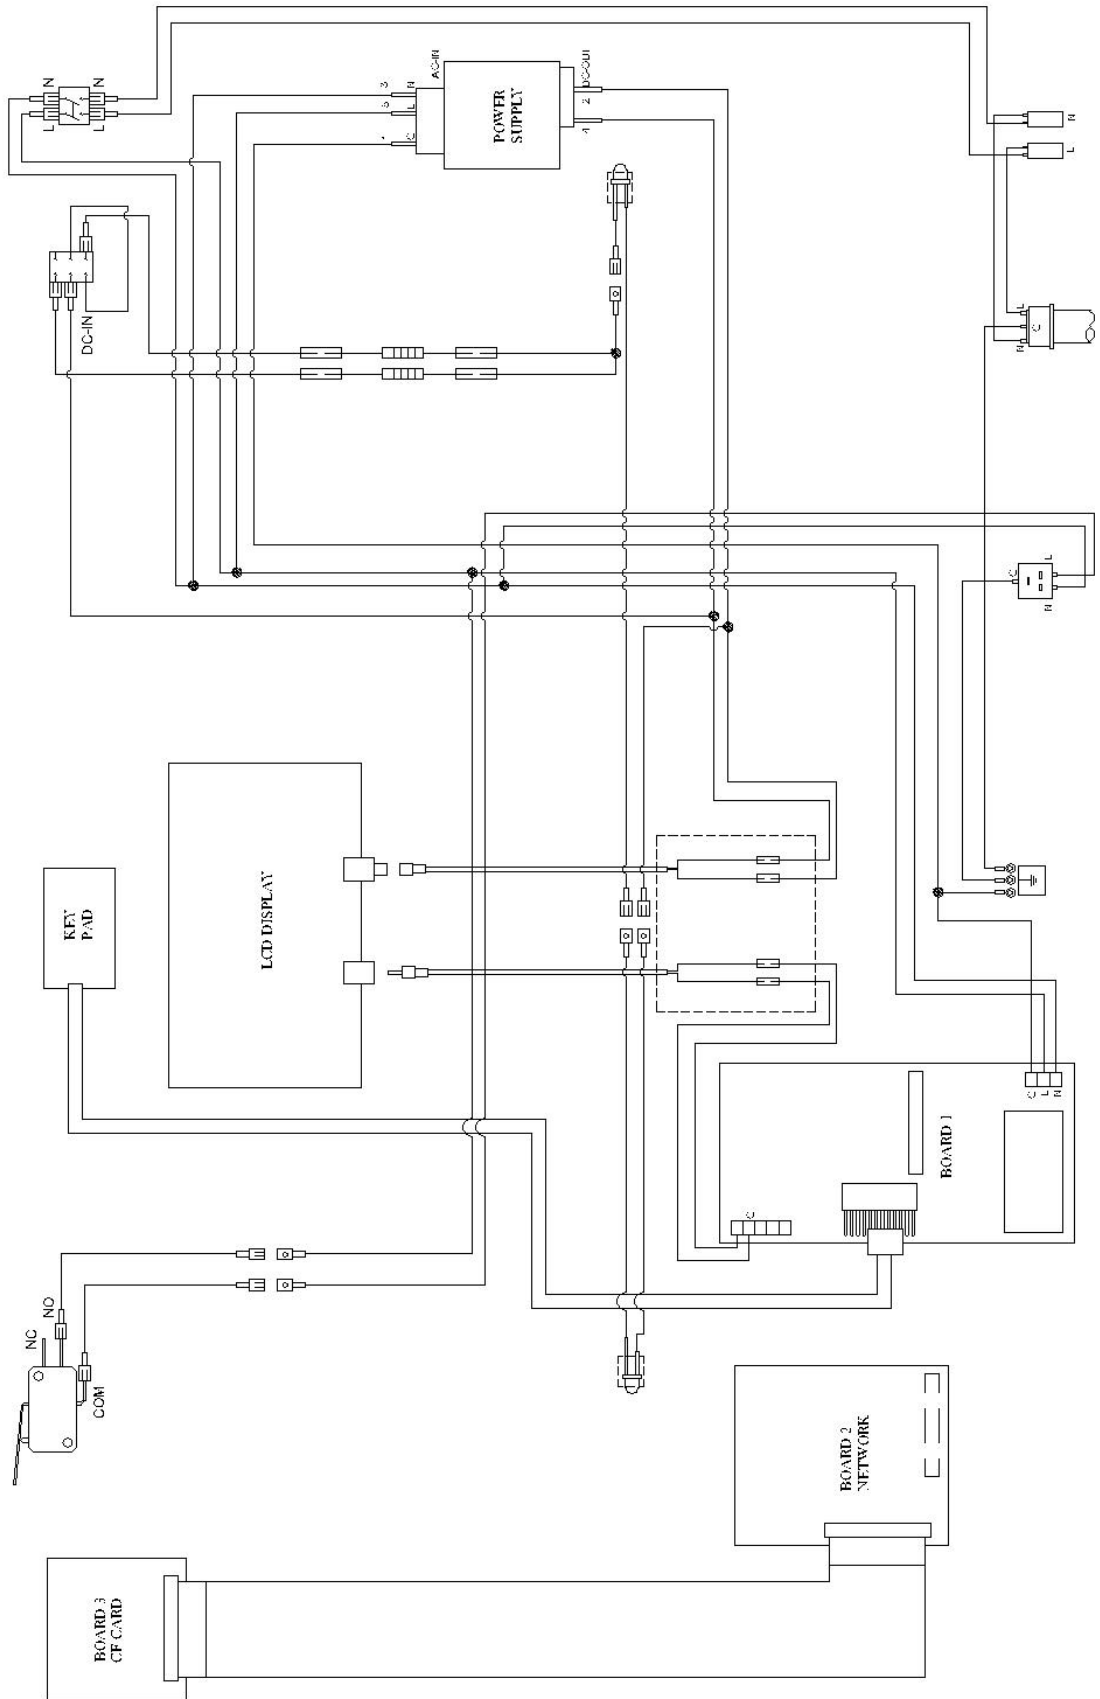 N
N
L
L
DC-IN
AC-IN
3
N
5
L
1
G
POWER
SUPPLY
DC-OUT
2
4
N
L
L
G
N
G
L
N
KEY
PAD
LCD DISPLAY
G
L
N
BOARD 1
G
NO
NC
COM
BOARD 2
NETWORK
BOARD 3
CF CARD